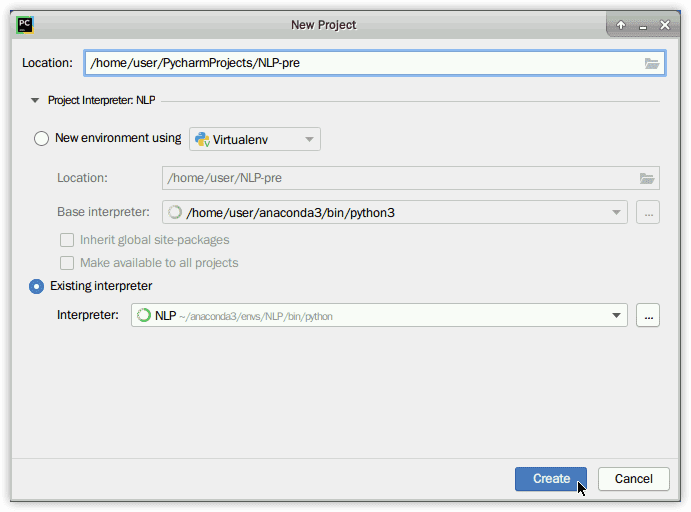 PC
New Project
Location: /home/user/PycharmProjects/NLP-pre
Project Interpreter: NLP
New environment using Virtualenv
Location: /home/user/NLP-pre
Base interpreter: /home/user/anaconda3/bin/python3 ...
Inherit global site-packages
Make available to all projects
Existing interpreter
Interpreter: NLP ~/anaconda3/envs/NLP/bin/python ...
Create Cancel